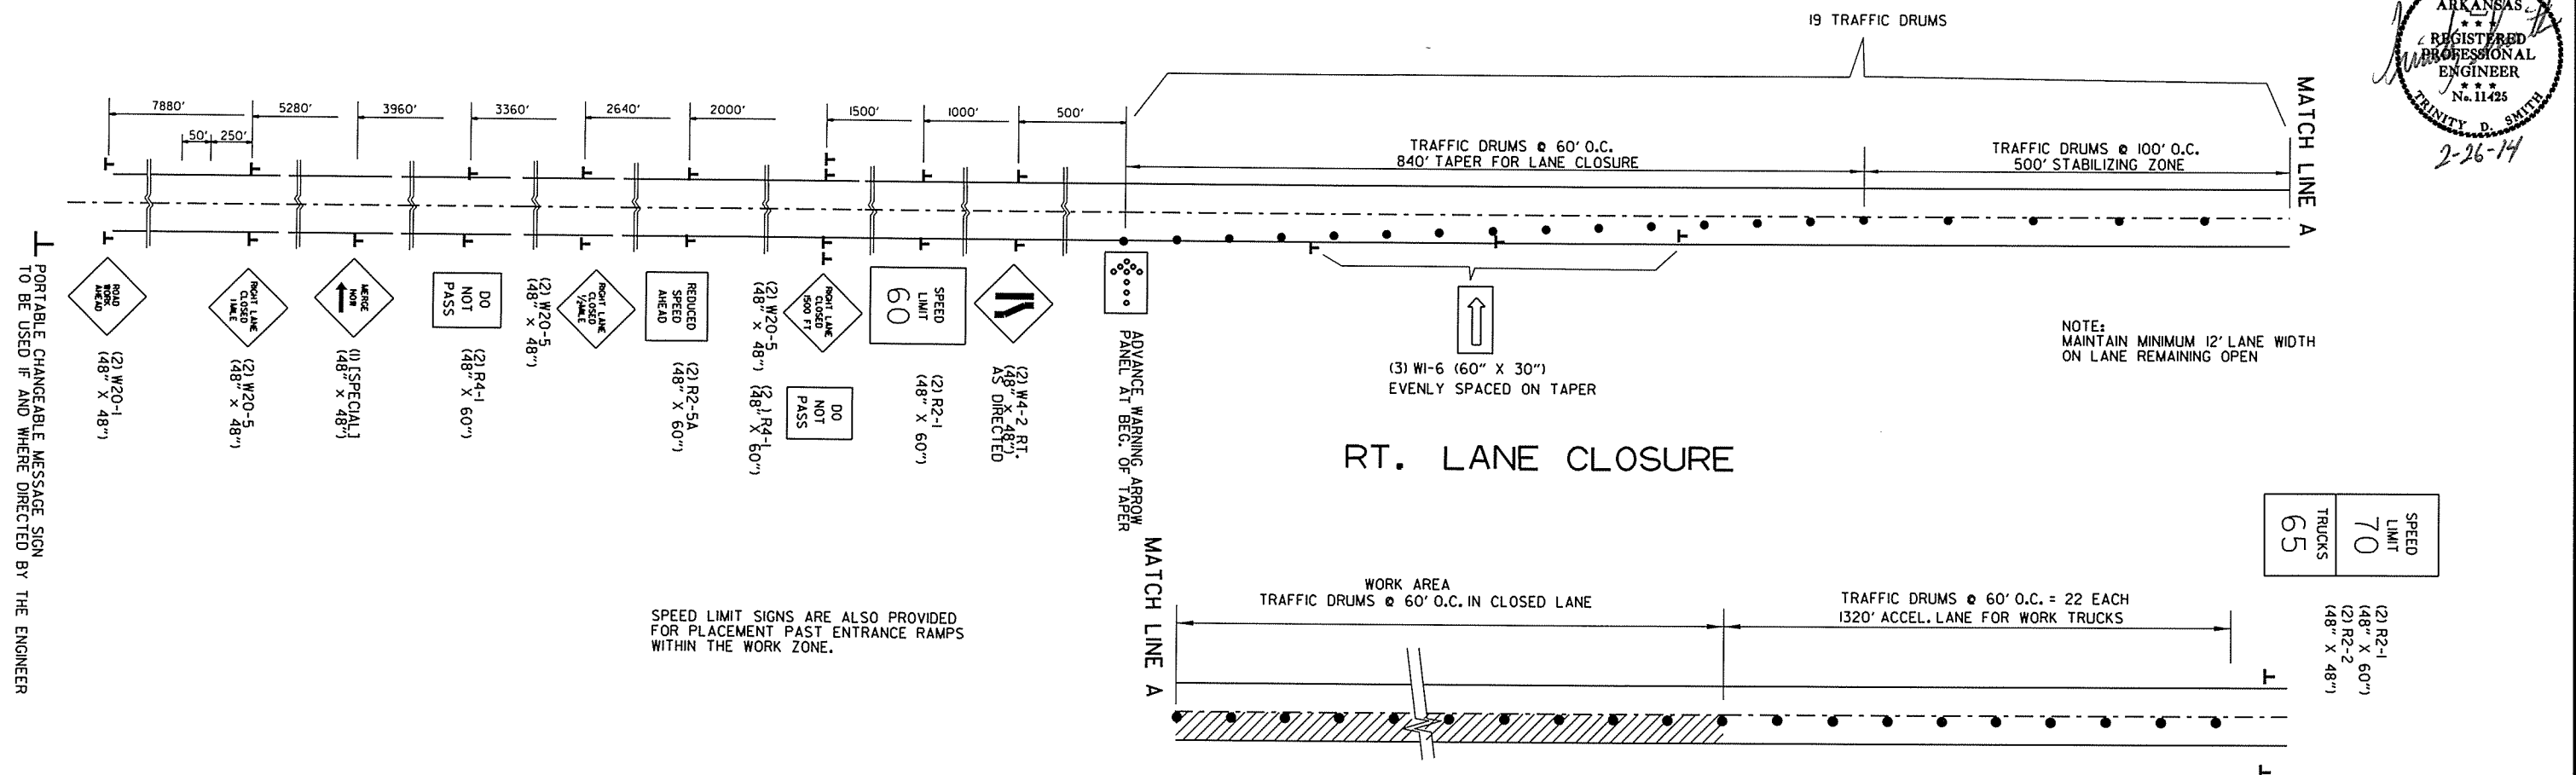 19 TRAFFIC DRUMS
ARKANSAS
★ ★ ★
REGISTERED
PROFESSIONAL
ENGINEER
★ ★ ★
No. 11425
TRINITY D. SMITH
2-26-14
7880'
5280'
3960'
3360'
2640'
2000'
1500'
1000'
500'
50'
250'
TRAFFIC DRUMS @ 60' O.C.
840' TAPER FOR LANE CLOSURE
TRAFFIC DRUMS @ 100' O.C.
500' STABILIZING ZONE
MATCH LINE A
PORTABLE CHANGEABLE MESSAGE SIGN
TO BE USED IF AND WHERE DIRECTED BY THE ENGINEER
ROAD
WORK
AHEAD
(2) W20-1
(48" X 48")
RIGHT LANE
CLOSED
1 MILE
(2) W20-5
(48" X 48")
MERGE
NOW
(1) [SPECIAL]
(48" X 48")
DO
NOT
PASS
(2) R4-1
(48" X 60")
(2) W20-5
(48" X 48")
RIGHT LANE
CLOSED
1/2 MILE
REDUCED
SPEED
AHEAD
(2) R2-5A
(48" X 60")
(2) W20-5
(48" X 48")
RIGHT LANE
CLOSED
1500 FT
(2) R4-1
(48" X 60")
DO
NOT
PASS
SPEED
LIMIT
60
(2) R2-1
(48" X 60")
(2) W4-2 RT.
(48" X 48")
AS DIRECTED
ADVANCE WARNING ARROW
PANEL AT BEG. OF TAPER
(3) W1-6 (60" X 30")
EVENLY SPACED ON TAPER
NOTE:
MAINTAIN MINIMUM 12' LANE WIDTH
ON LANE REMAINING OPEN
RT. LANE CLOSURE
SPEED
LIMIT
70
TRUCKS
65
(2) R2-1
(48" X 60")
(2) R2-2
(48" X 48")
MATCH LINE A
WORK AREA
TRAFFIC DRUMS @ 60' O.C. IN CLOSED LANE
TRAFFIC DRUMS @ 60' O.C. = 22 EACH
1320' ACCEL. LANE FOR WORK TRUCKS
SPEED LIMIT SIGNS ARE ALSO PROVIDED
FOR PLACEMENT PAST ENTRANCE RAMPS
WITHIN THE WORK ZONE.